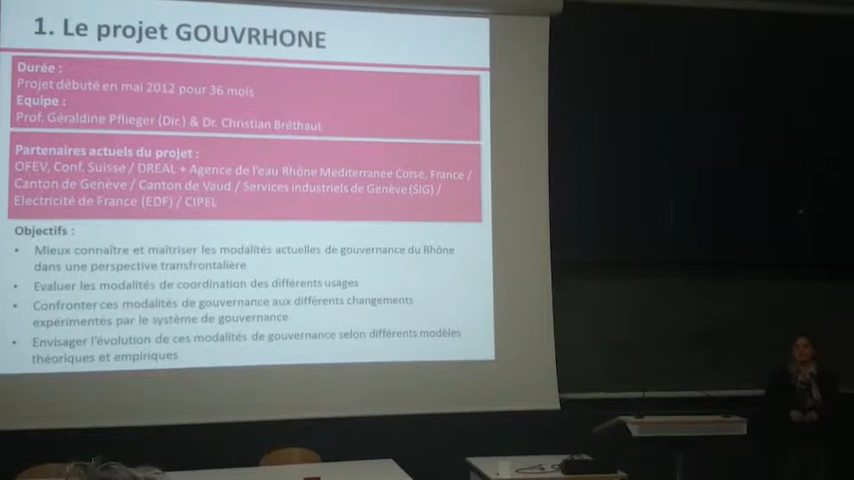 1. Le projet GOUVRHONE
Durée :
Projet débuté en mai 2012 pour 36 mois
Equipe :
Prof. Géraldine Pflieger (Dir.) & Dr. Christian Bréthaut
Partenaires actuels du projet :
OFEV, Conf. Suisse / DREAL + Agence de l'eau Rhône Méditerranée Corse, France /
Canton de Genève / Canton de Vaud / Services industriels de Genève (SIG) /
Electricité de France (EDF) / CIPEL
Objectifs :
• Mieux connaître et maîtriser les modalités actuelles de gouvernance du Rhône
dans une perspective transfrontalière
• Evaluer les modalités de coordination des différents usages
• Confronter ces modalités de gouvernance aux différents changements
expérimentés par le système de gouvernance
• Envisager l'évolution de ces modalités de gouvernance selon différents modèles
théoriques et empiriques